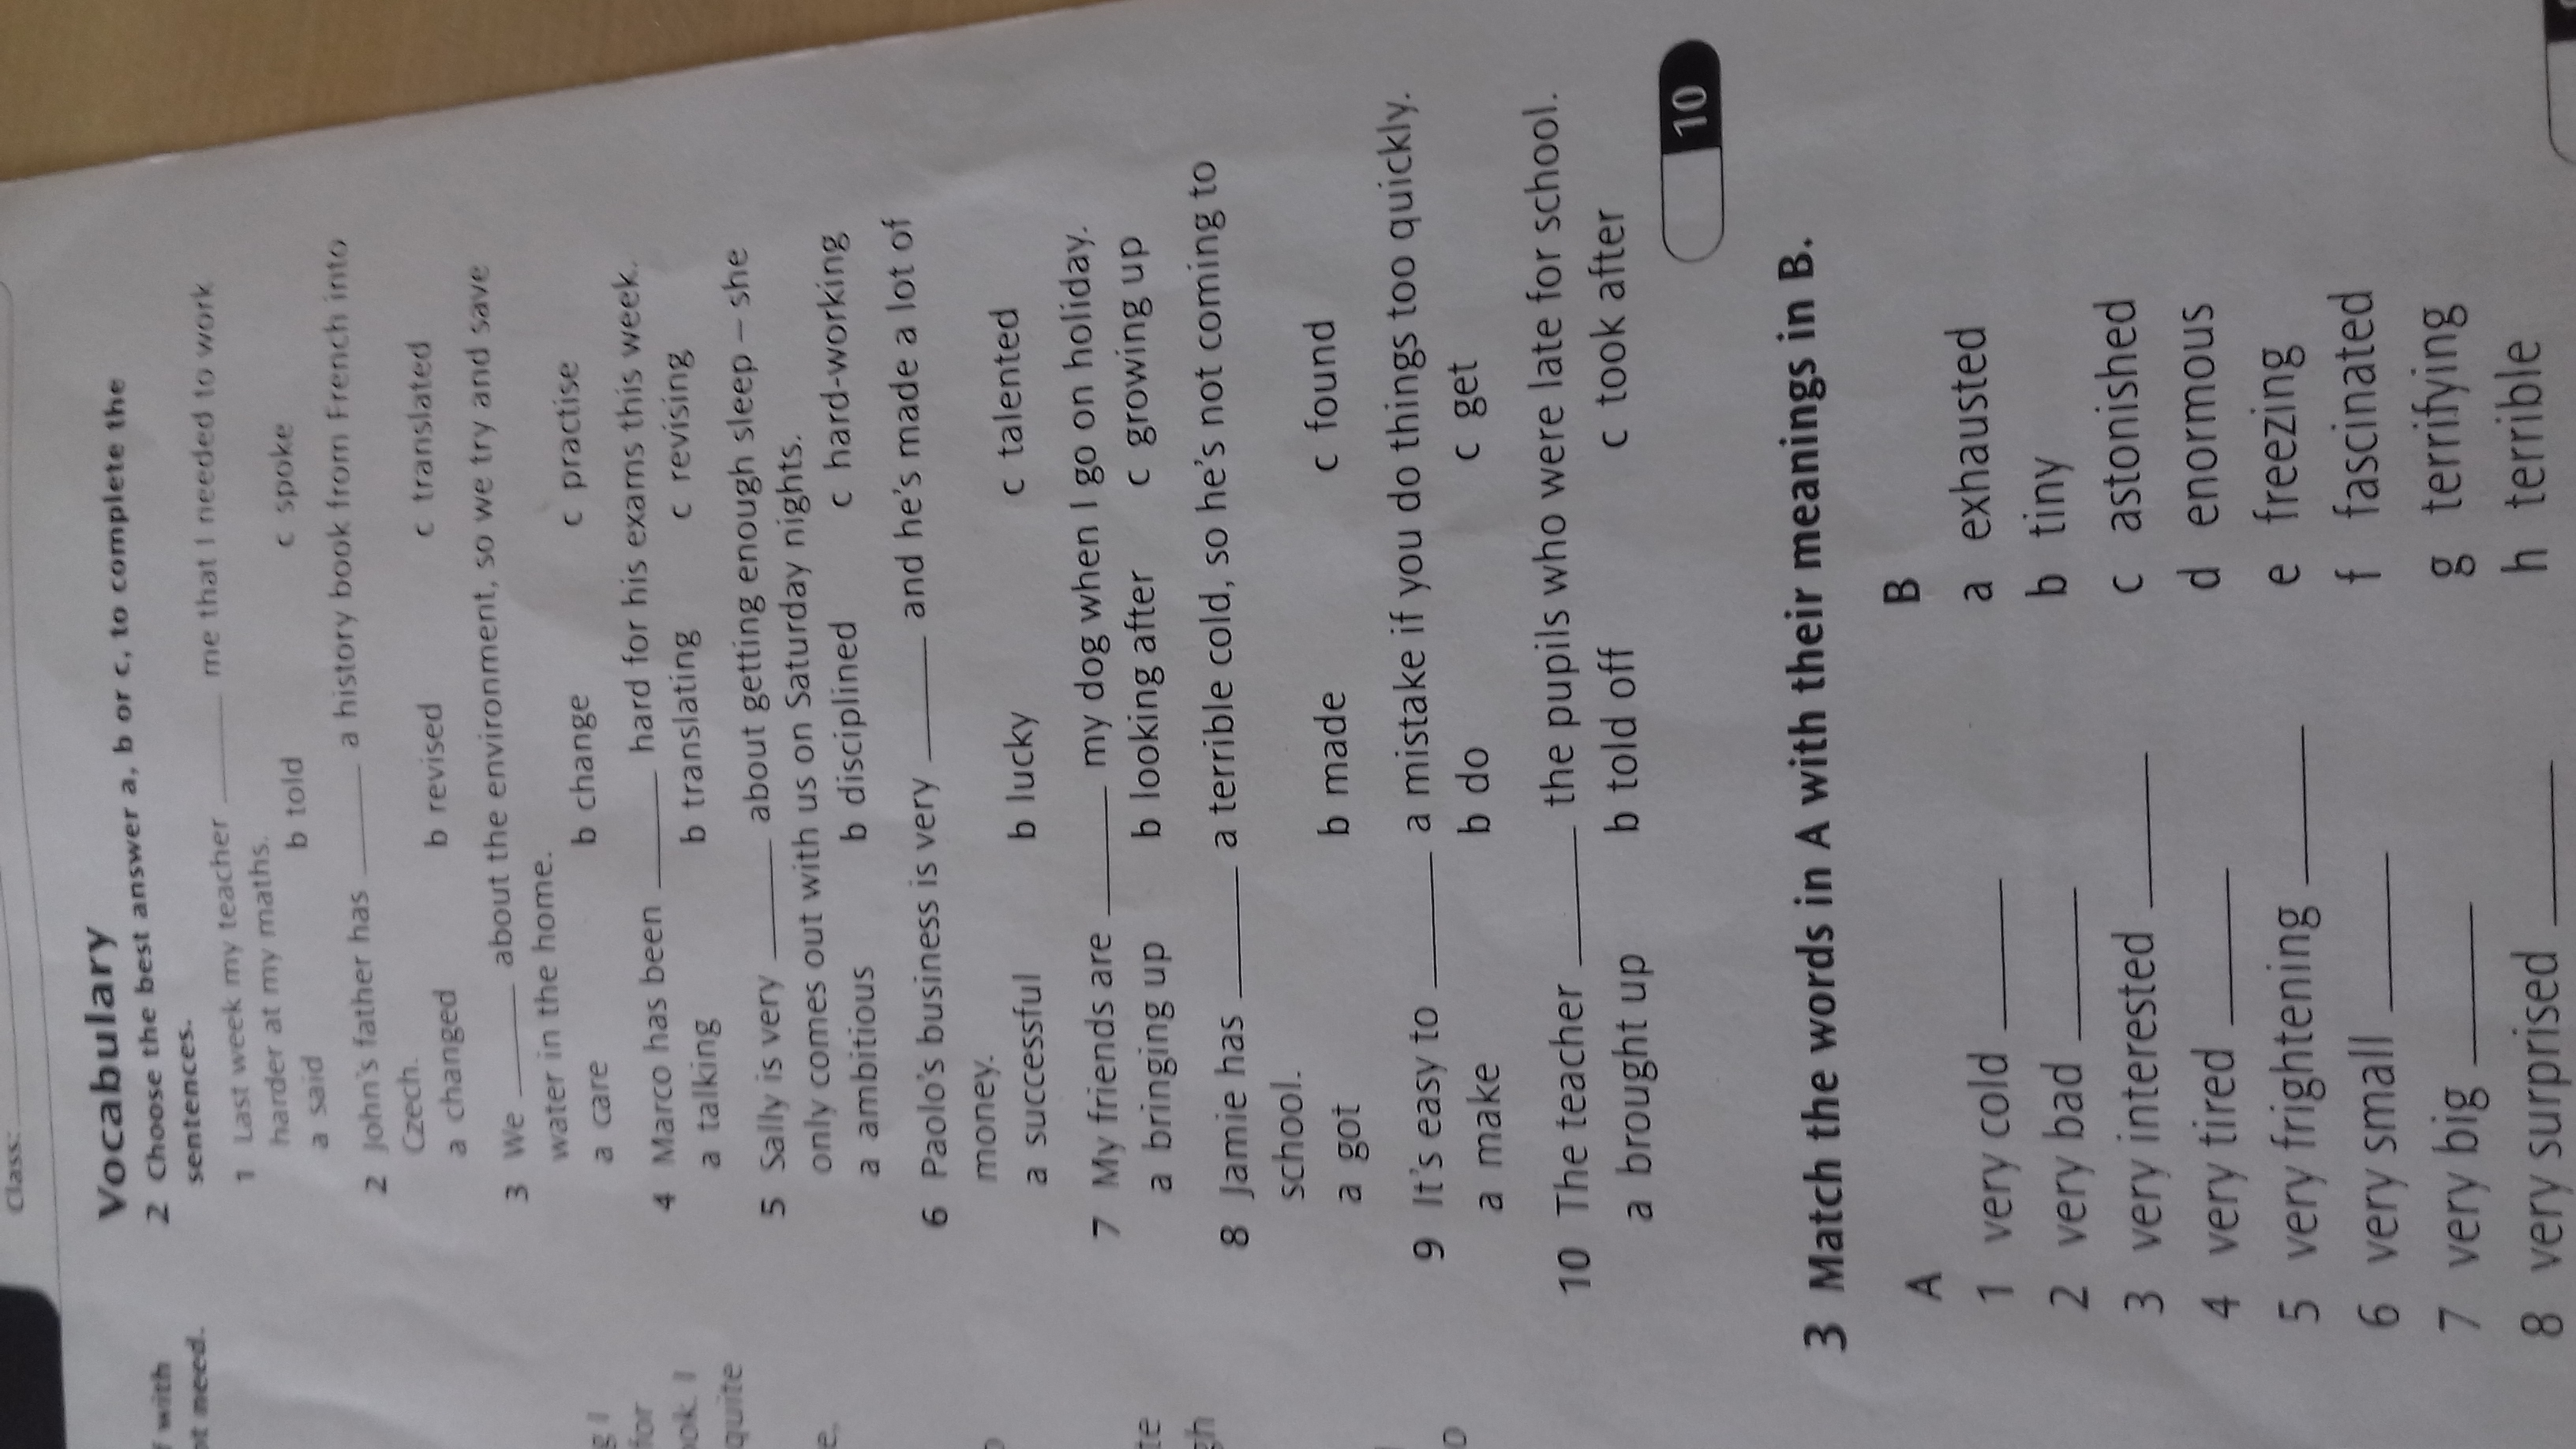 Class:
Vocabulary
2 Choose the best answer a, b or c, to complete the
sentences.
1 Last week my teacher ______ me that I needed to work
harder at my maths.
a said b told c spoke
2 John's father has ______ a history book from French into
Czech.
a changed b revised c translated
3 We ______ about the environment, so we try and save
water in the home.
a care b change c practise
4 Marco has been ______ hard for his exams this week.
a talking b translating c revising
5 Sally is very ______ about getting enough sleep – she
only comes out with us on Saturday nights.
a ambitious b disciplined c hard-working
6 Paolo's business is very ______ and he's made a lot of
money.
a successful b lucky c talented
7 My friends are ______ my dog when I go on holiday.
a bringing up b looking after c growing up
8 Jamie has ______ a terrible cold, so he's not coming to
school.
a got b made c found
9 It's easy to ______ a mistake if you do things too quickly.
a make b do c get
10 The teacher ______ the pupils who were late for school.
a brought up b told off c took after
10
3 Match the words in A with their meanings in B.
A B
1 very cold ______ a exhausted
2 very bad ______ b tiny
3 very interested ______ c astonished
4 very tired ______ d enormous
5 very frightening ______ e freezing
6 very small ______ f fascinated
7 very big ______ g terrifying
8 very surprised ______ h terrible
with
need.
for
quite